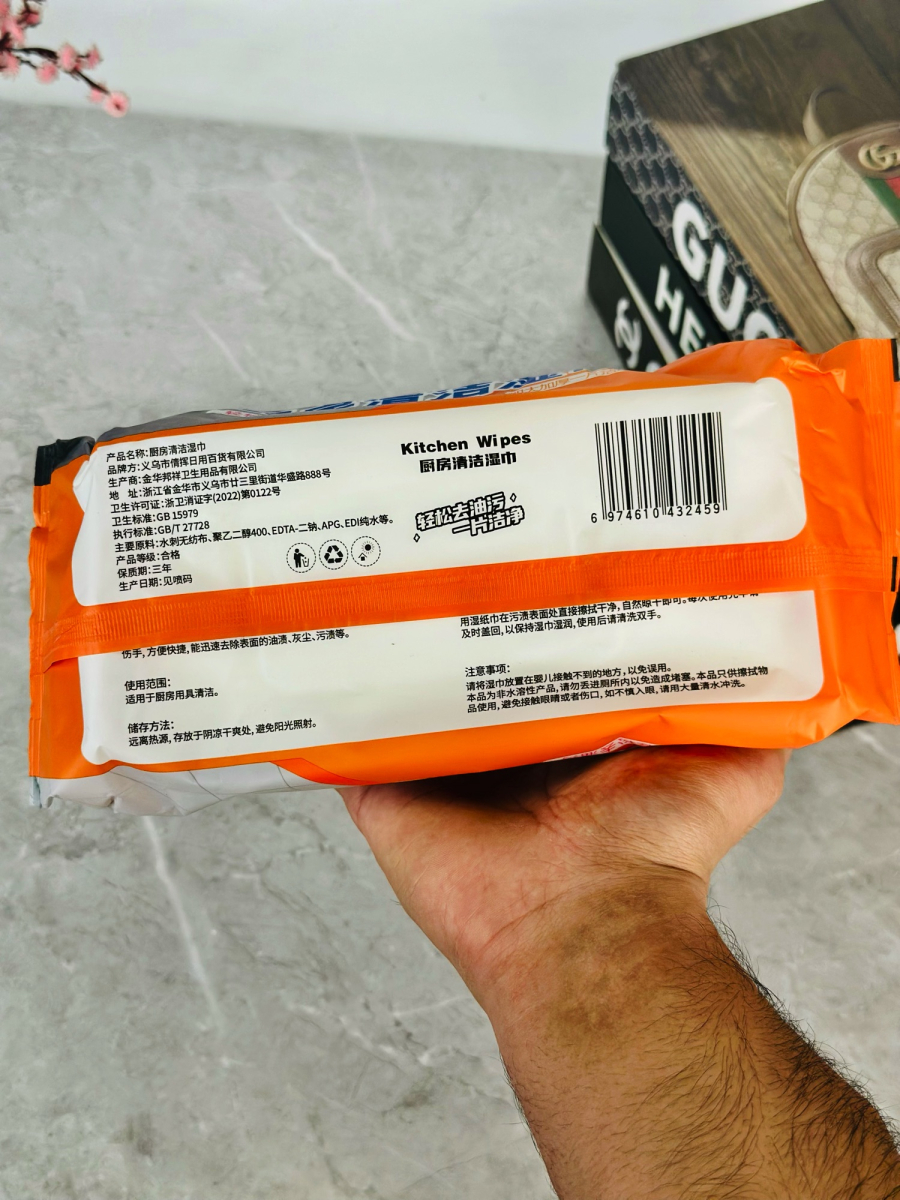 产品名称:厨房清洁湿巾
品牌方:义乌市倩挥日用百货有限公司
生产商:金华邦祥卫生用品有限公司
地 址:浙江省金华市义乌市廿三里街道华盛路888号
卫生许可证:浙卫消证字(2022)第0122号
卫生标准:GB 15979
执行标准:GB/T 27728
主要原料:水刺无纺布、聚乙二醇400、EDTA-二钠、APG、EDI纯水等。
产品等级:合格
保质期:三年
生产日期:见喷码
Kitchen Wipes
厨房清洁湿巾
轻松去油污
一片洁净
6 974610 432459
伤手,方便快捷,能迅速去除表面的油渍、灰尘、污渍等。
使用范围:
适用于厨房用具清洁。
储存方法:
远离热源,存放于阴凉干爽处,避免阳光照射。
用湿纸巾在污渍表面处直接擦拭干净,自然晾干即可。每次使用完
及时盖回,以保持湿巾湿润,使用后请清洗双手。
注意事项:
请将湿巾放置在婴儿接触不到的地方,以免误用。
本品为非水溶性产品,请勿丢进厕所内以免造成堵塞。本品只供擦拭物
品使用,避免接触眼睛或者伤口,如不慎入眼,请用大量清水冲洗。
GUC
HE